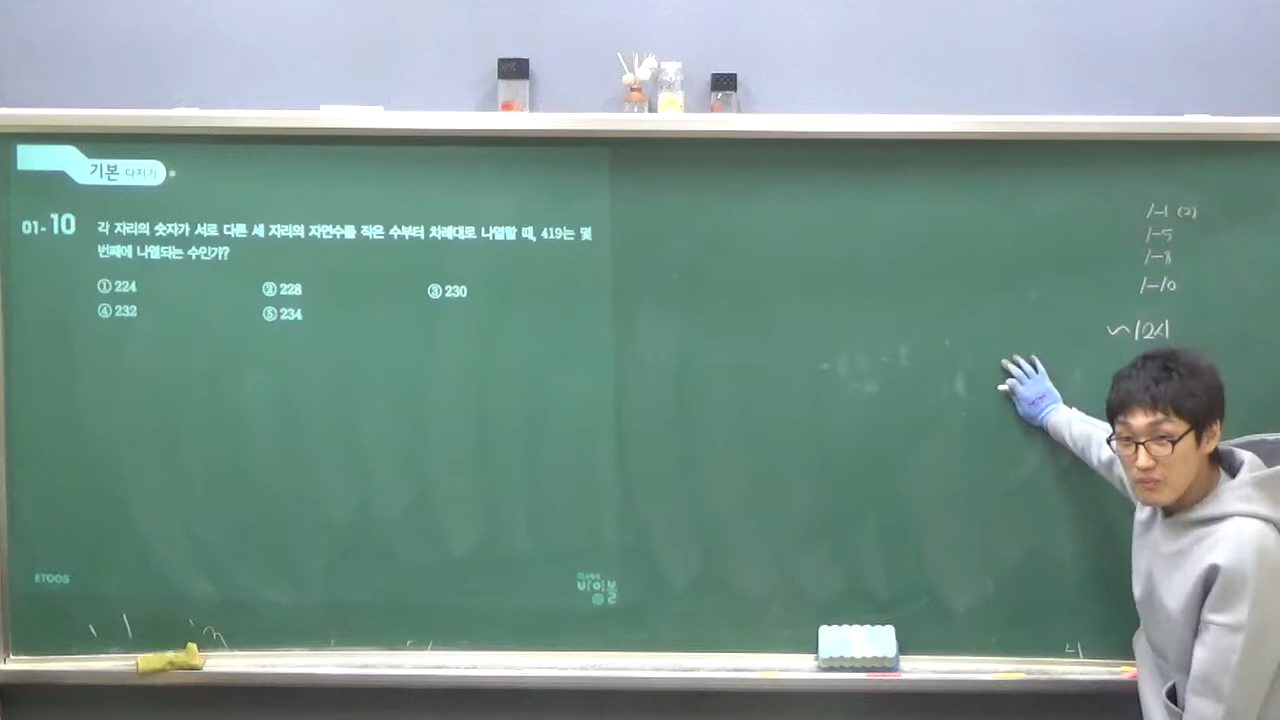 기본 다지기
01-10 각 자리의 숫자가 서로 다른 세 자리의 자연수를 작은 수부터 차례대로 나열할 때, 419는 몇
번째에 나열되는 수인가?
① 224 ② 228 ③ 230
④ 232 ⑤ 234
1-1 (2)
1-5
1-8
1-10
~12시
ETOOS